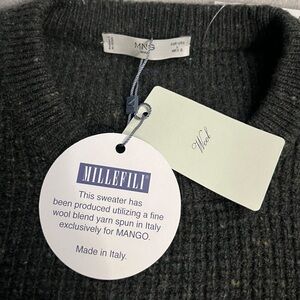 MNG
Wool
MILLEFILI
This sweater has
been produced utilizing a fine
wool blend yarn spun in Italy
exclusively for MANGO.
Made in Italy.